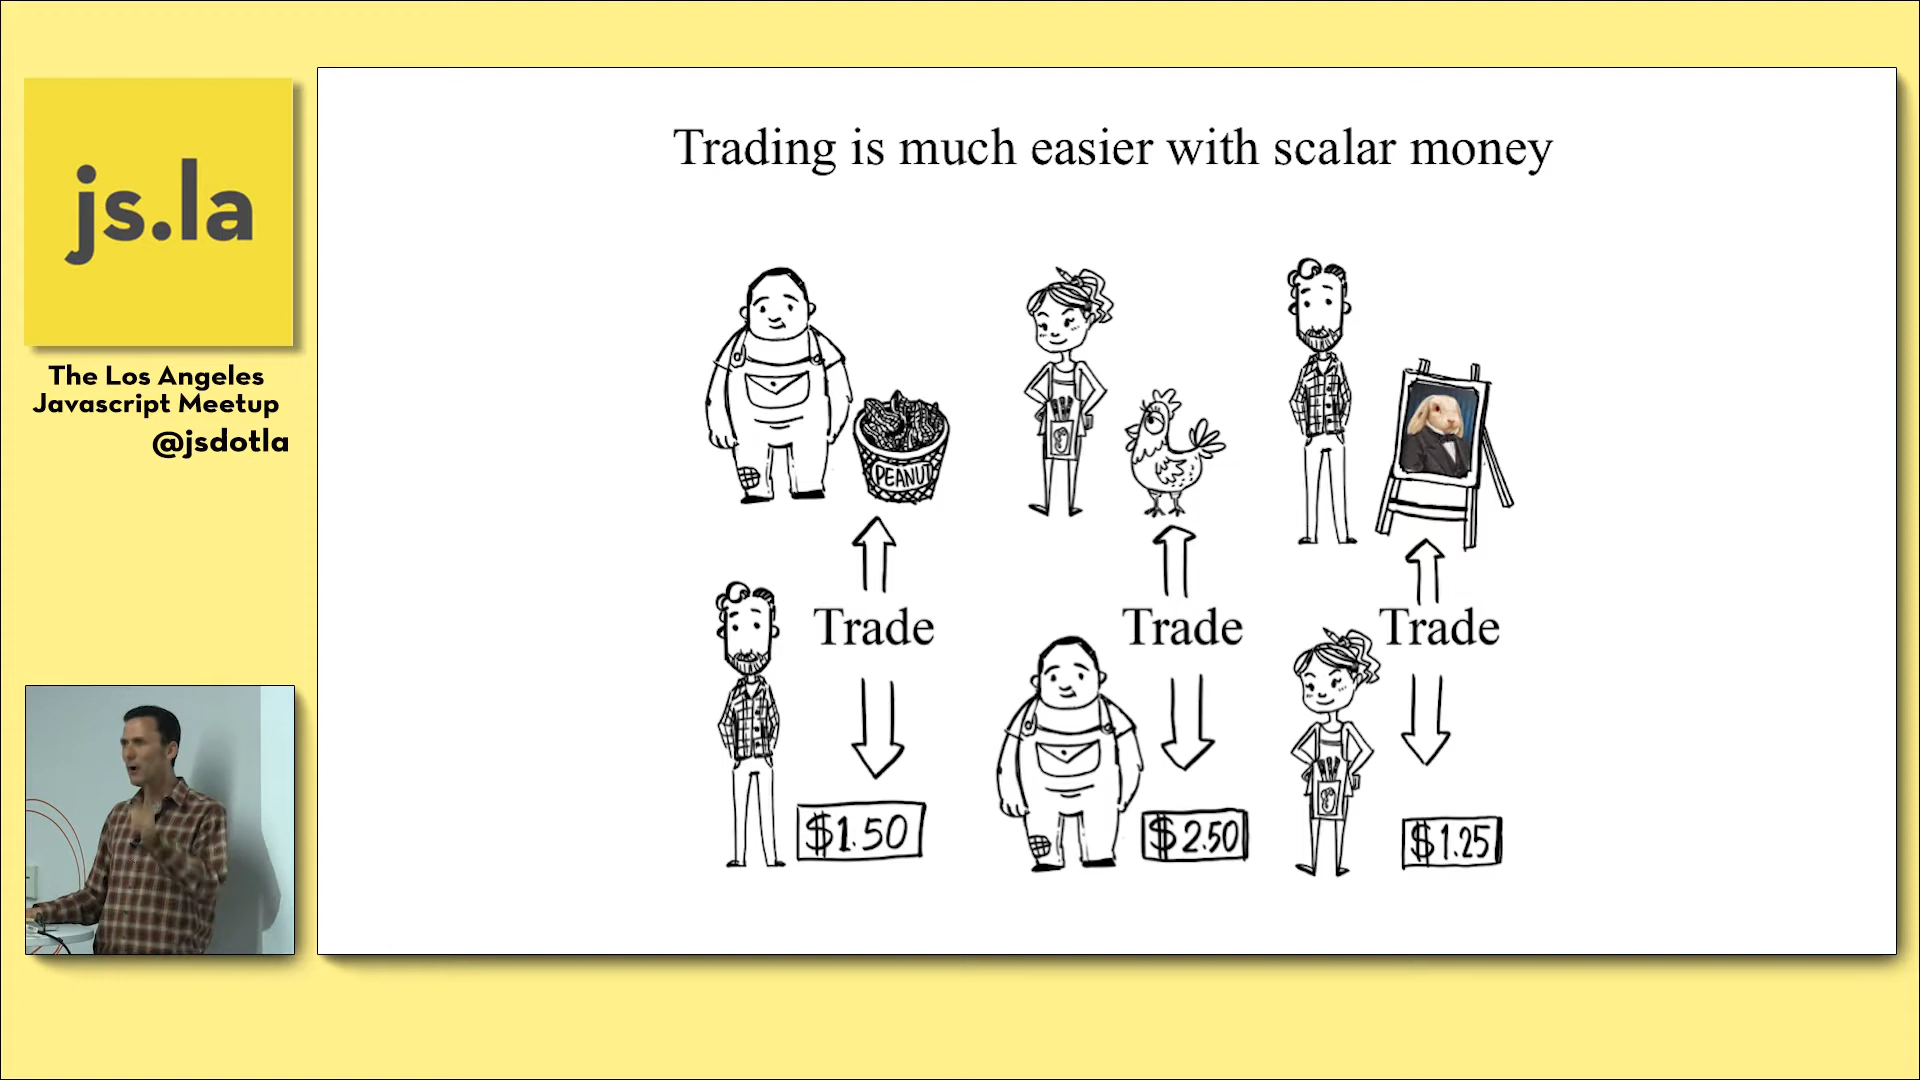 js.la
The Los Angeles
Javascript Meetup
@jsdotla
Trading is much easier with scalar money
PEANUT
Trade
Trade
Trade
$1.50
$2.50
$1.25